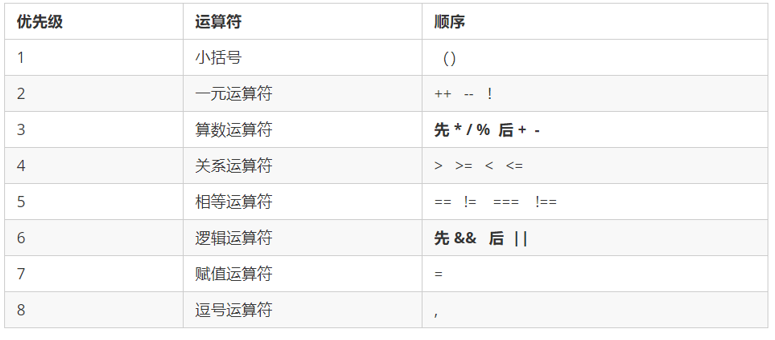 优先级 运算符 顺序
1 小括号 ()
2 一元运算符 ++ -- !
3 算数运算符 先 * / % 后 + -
4 关系运算符 > >= < <=
5 相等运算符 == != === !==
6 逻辑运算符 先 && 后 ||
7 赋值运算符 =
8 逗号运算符 ,